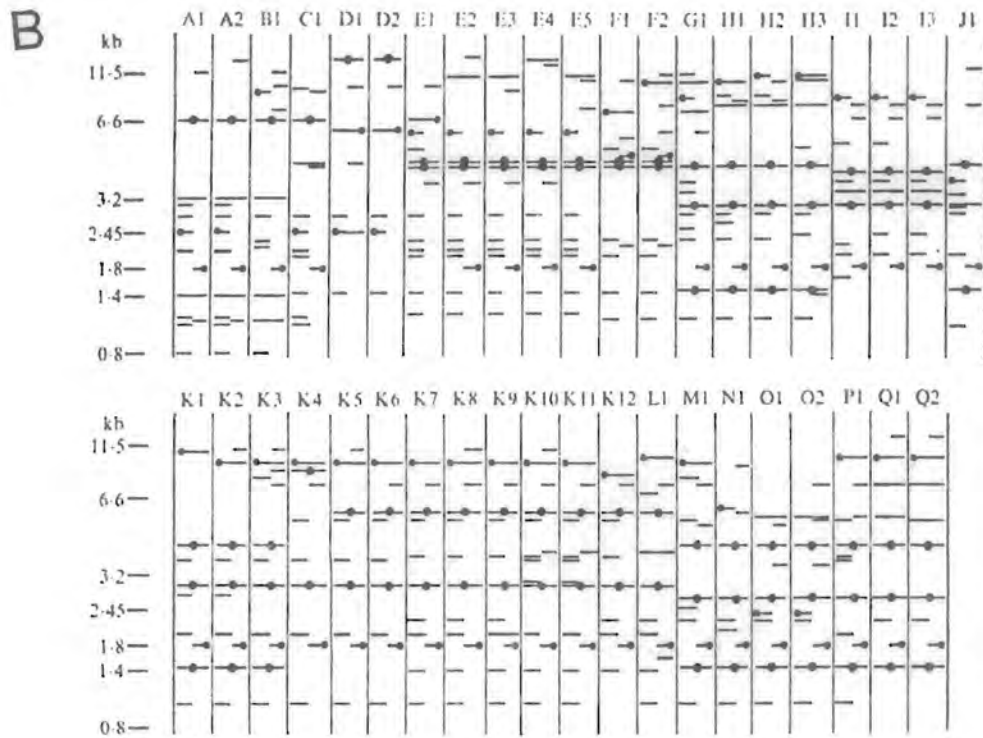 B
A1 A2 B1 C1 D1 D2 E1 E2 E3 E4 E5 F1 F2 G1 H1 H2 H3 I1 I2 I3 J1
kb
11·5
6·6
3·2
2·45
1·8
1·4
0·8
K1 K2 K3 K4 K5 K6 K7 K8 K9 K10 K11 K12 L1 M1 N1 O1 O2 P1 Q1 Q2
kb
11·5
6·6
3·2
2·45
1·8
1·4
0·8